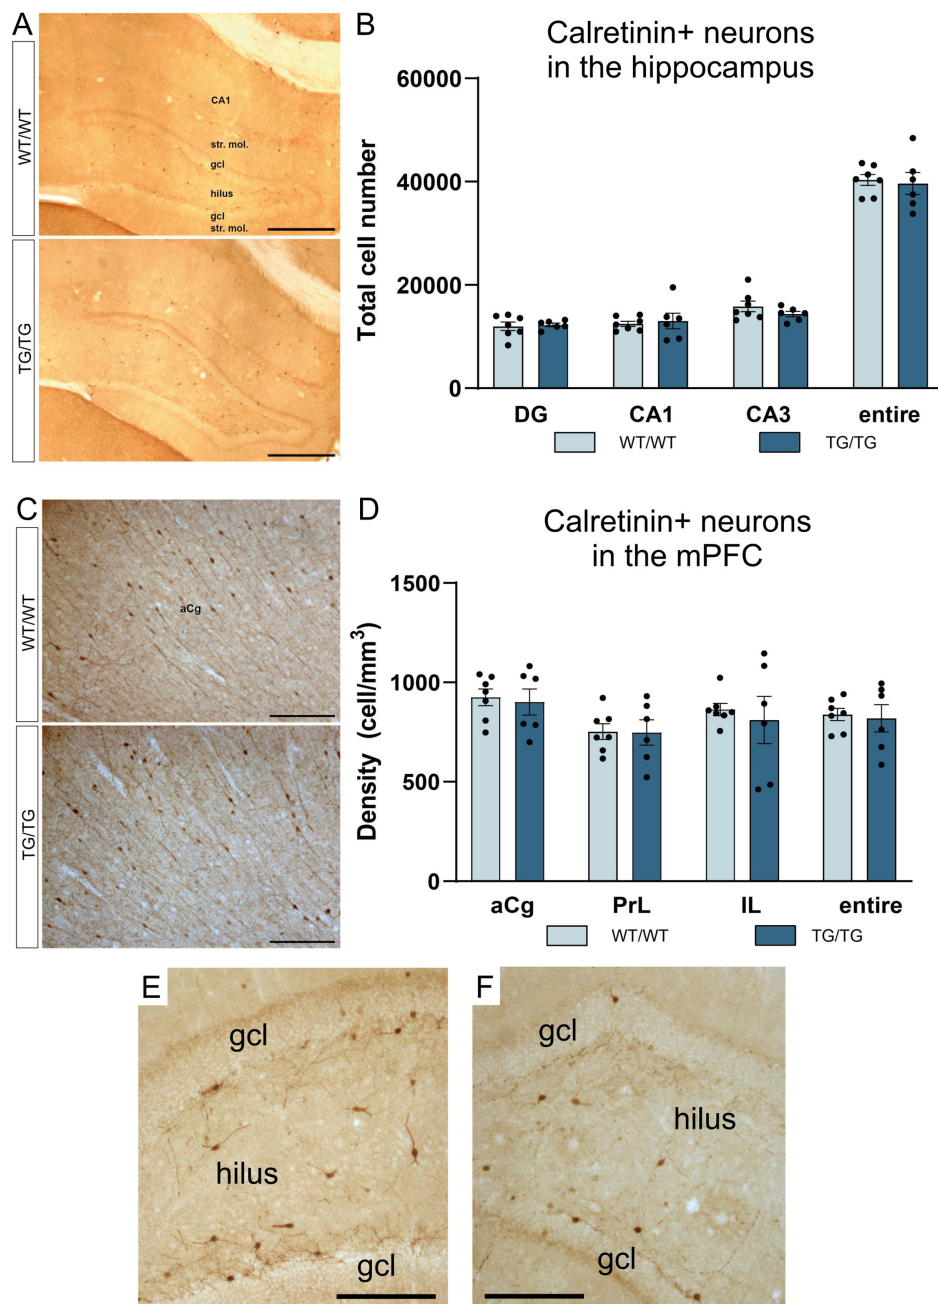 A
WT/WT
CA1
str. mol.
gcl
hilus
gcl
str. mol.
TG/TG
B
Calretinin+ neurons
in the hippocampus
Total cell number
60000
40000
20000
0
DG CA1 CA3 entire
WT/WT TG/TG
C
WT/WT
aCg
TG/TG
D
Calretinin+ neurons
in the mPFC
Density (cell/mm³)
1500
1000
500
0
aCg PrL IL entire
WT/WT TG/TG
E
gcl
hilus
gcl
F
gcl
hilus
gcl